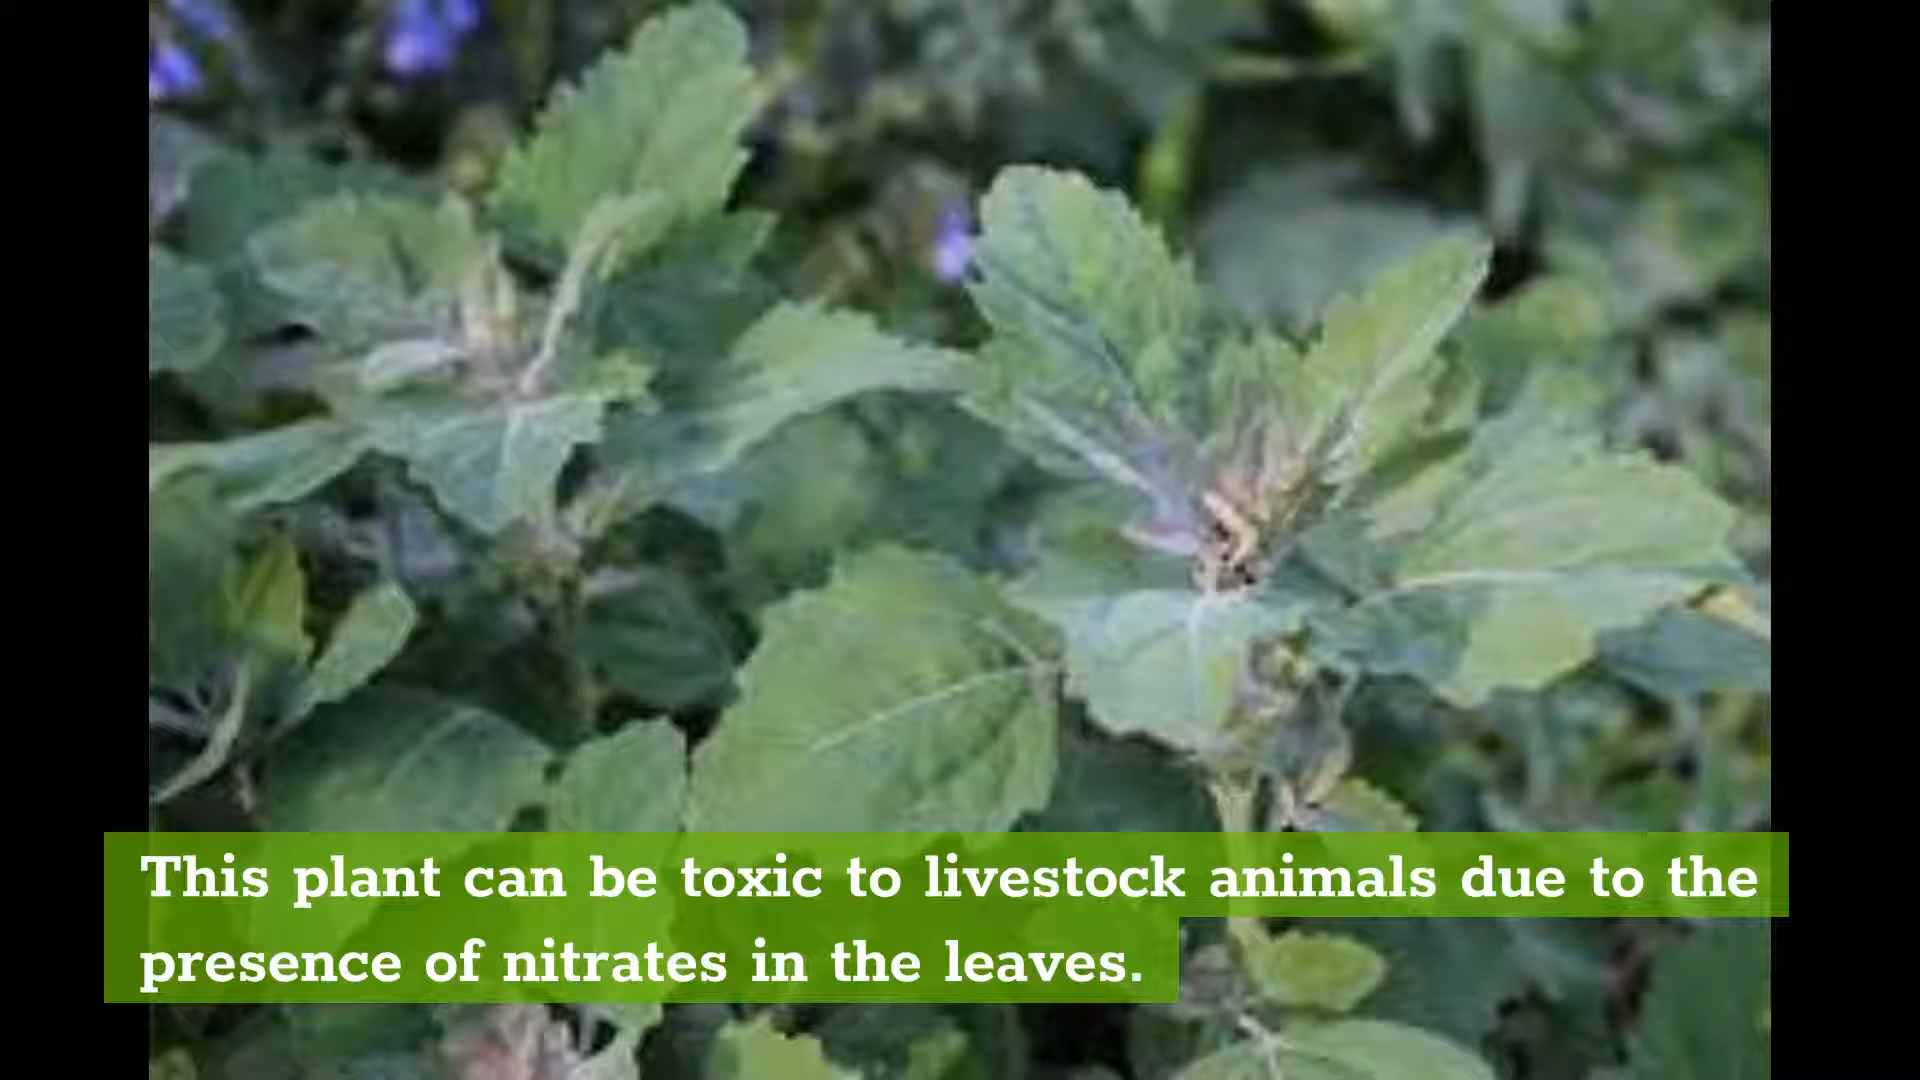 This plant can be toxic to livestock animals due to the
presence of nitrates in the leaves.